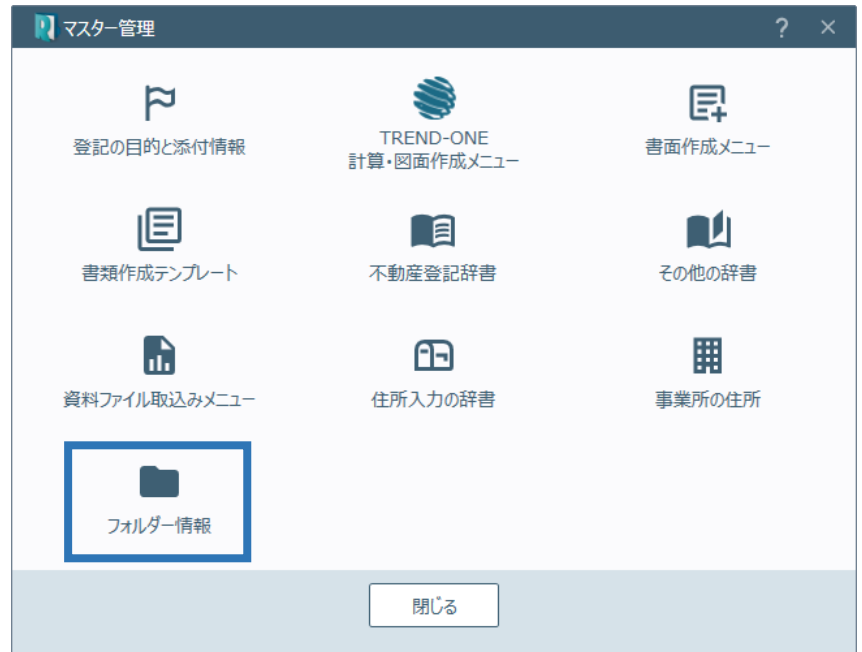 マスター管理
? ×
登記の目的と添付情報
TREND-ONE
計算・図面作成メニュー
書面作成メニュー
書類作成テンプレート
不動産登記辞書
その他の辞書
資料ファイル取込みメニュー
住所入力の辞書
事業所の住所
フォルダー情報
閉じる